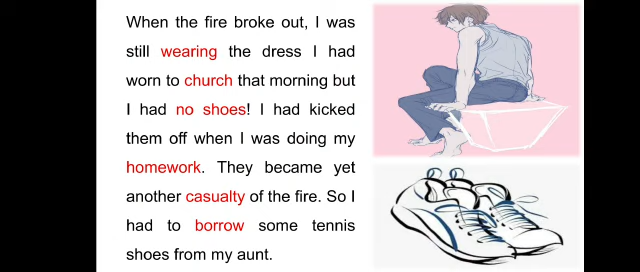 When the fire broke out, I was
still wearing the dress I had
worn to church that morning but
I had no shoes! I had kicked
them off when I was doing my
homework. They became yet
another casualty of the fire. So I
had to borrow some tennis
shoes from my aunt.